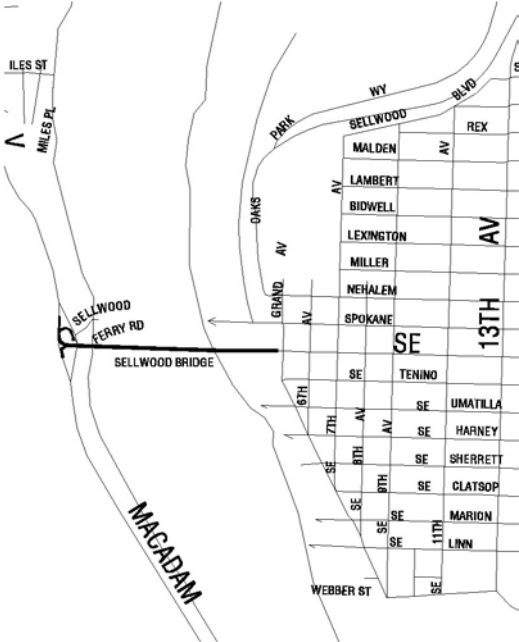 ILES ST
MILES PL
V
WY
BLVD
SELLWOOD
PARK
S
REX
MALDEN
AV
LAMBERT
AV
BIDWELL
OAKS
LEXINGTON
AV
AV
MILLER
NEHALEM
GRAND
SPOKANE
AV
13TH
SELLWOOD
FERRY RD
SELLWOOD BRIDGE
SE
SE TENINO
6TH
SE UMATILLA
AV
AV
7TH
SE HARNEY
8TH
SE SHERRETT
SE
9TH
SE CLATSOP
SE
SE MARION
SE
11TH
SE LINN
MACADAM
WEBBER ST
SE